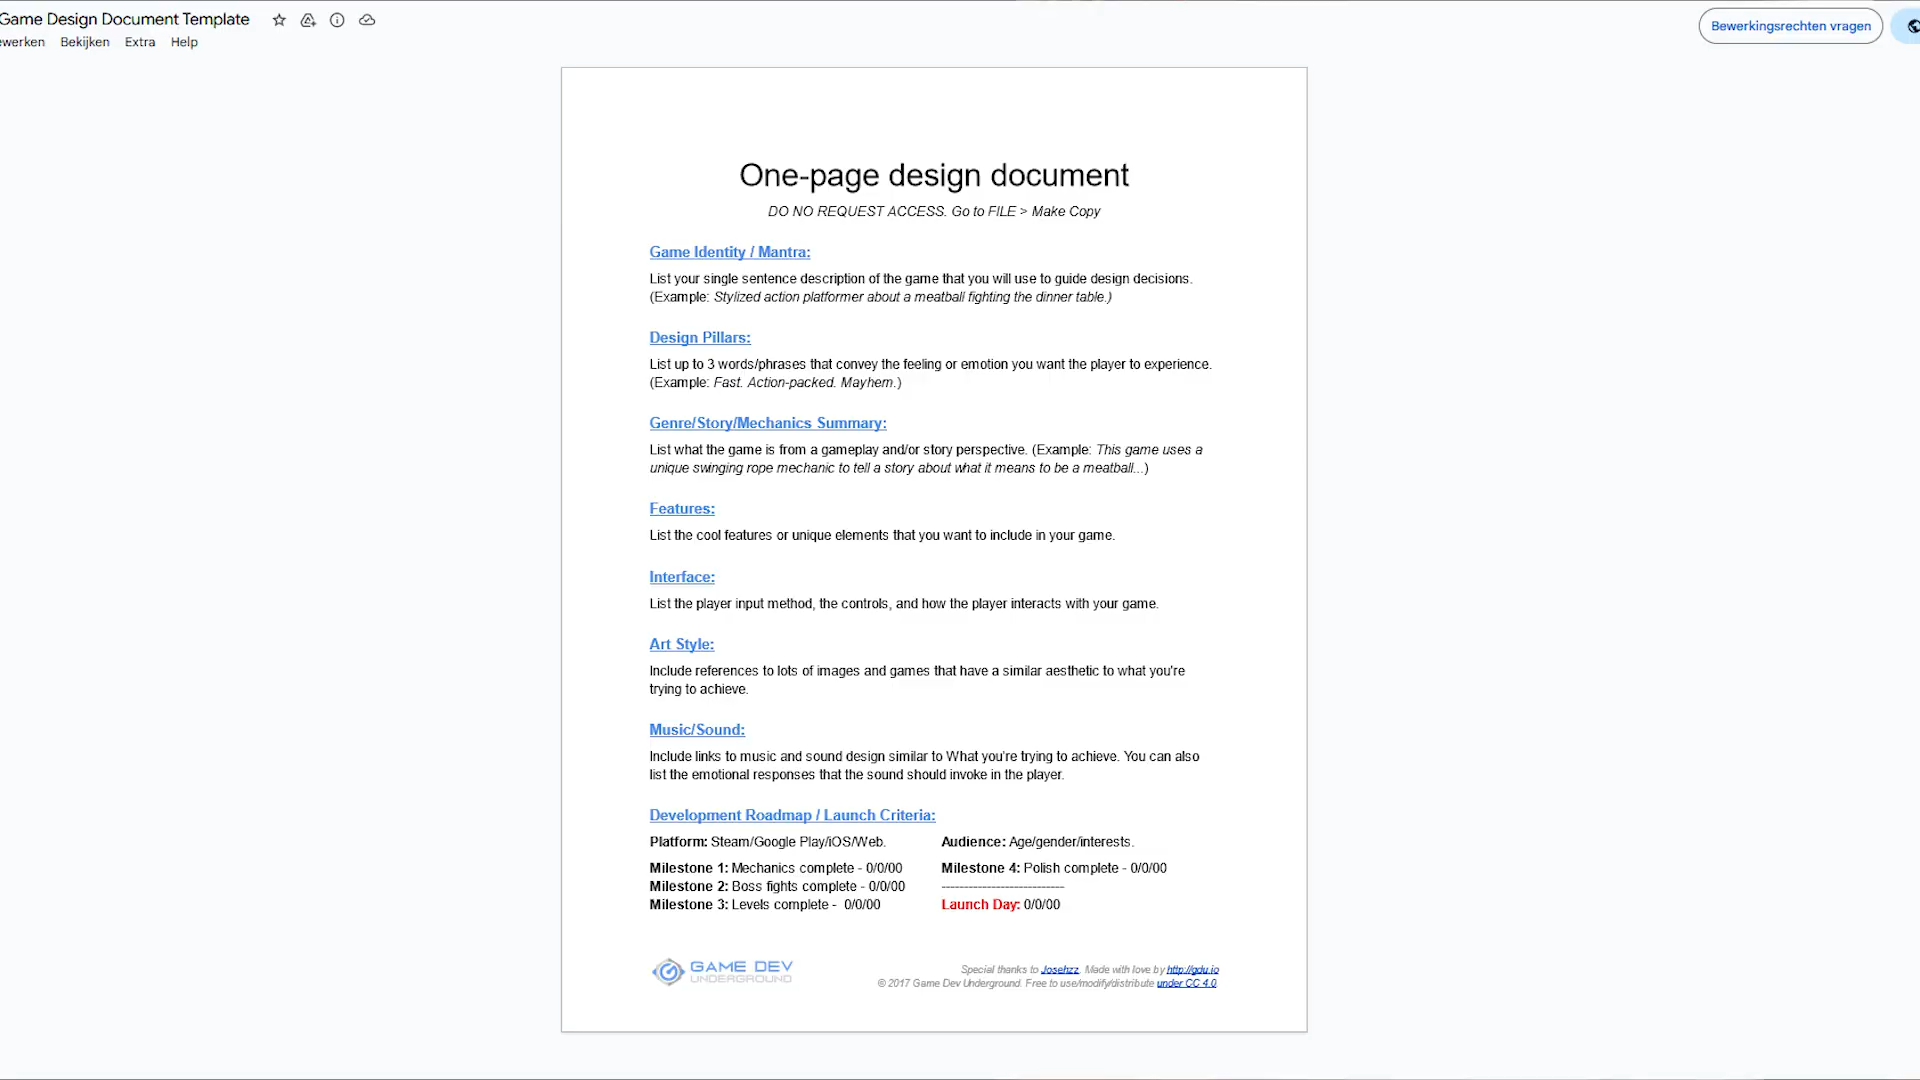 Game Design Document Template
ewerken Bekijken Extra Help
Bewerkingsrechten vragen
One-page design document
DO NO REQUEST ACCESS. Go to FILE > Make Copy
Game Identity / Mantra:
List your single sentence description of the game that you will use to guide design decisions.
(Example: Stylized action platformer about a meatball fighting the dinner table.)
Design Pillars:
List up to 3 words/phrases that convey the feeling or emotion you want the player to experience.
(Example: Fast. Action-packed. Mayhem.)
Genre/Story/Mechanics Summary:
List what the game is from a gameplay and/or story perspective. (Example: This game uses a
unique swinging rope mechanic to tell a story about what it means to be a meatball...)
Features:
List the cool features or unique elements that you want to include in your game.
Interface:
List the player input method, the controls, and how the player interacts with your game.
Art Style:
Include references to lots of images and games that have a similar aesthetic to what you're
trying to achieve.
Music/Sound:
Include links to music and sound design similar to What you're trying to achieve. You can also
list the emotional responses that the sound should invoke in the player.
Development Roadmap / Launch Criteria:
Platform: Steam/Google Play/iOS/Web. Audience: Age/gender/interests.
Milestone 1: Mechanics complete - 0/0/00 Milestone 4: Polish complete - 0/0/00
Milestone 2: Boss fights complete - 0/0/00 ---------------------------
Milestone 3: Levels complete - 0/0/00 Launch Day: 0/0/00
GAME DEV
UNDERGROUND
Special thanks to Josehzz. Made with love by http://gdu.io
© 2017 Game Dev Underground. Free to use/modify/distribute under CC 4.0